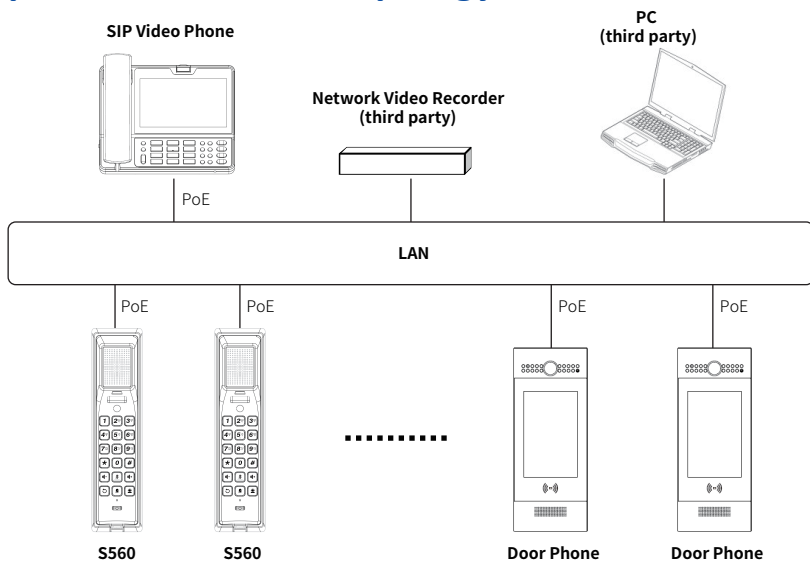 SIP Video Phone
PC
(third party)
Network Video Recorder
(third party)
PoE
LAN
PoE
PoE
PoE
PoE
S560
S560
Door Phone
Door Phone